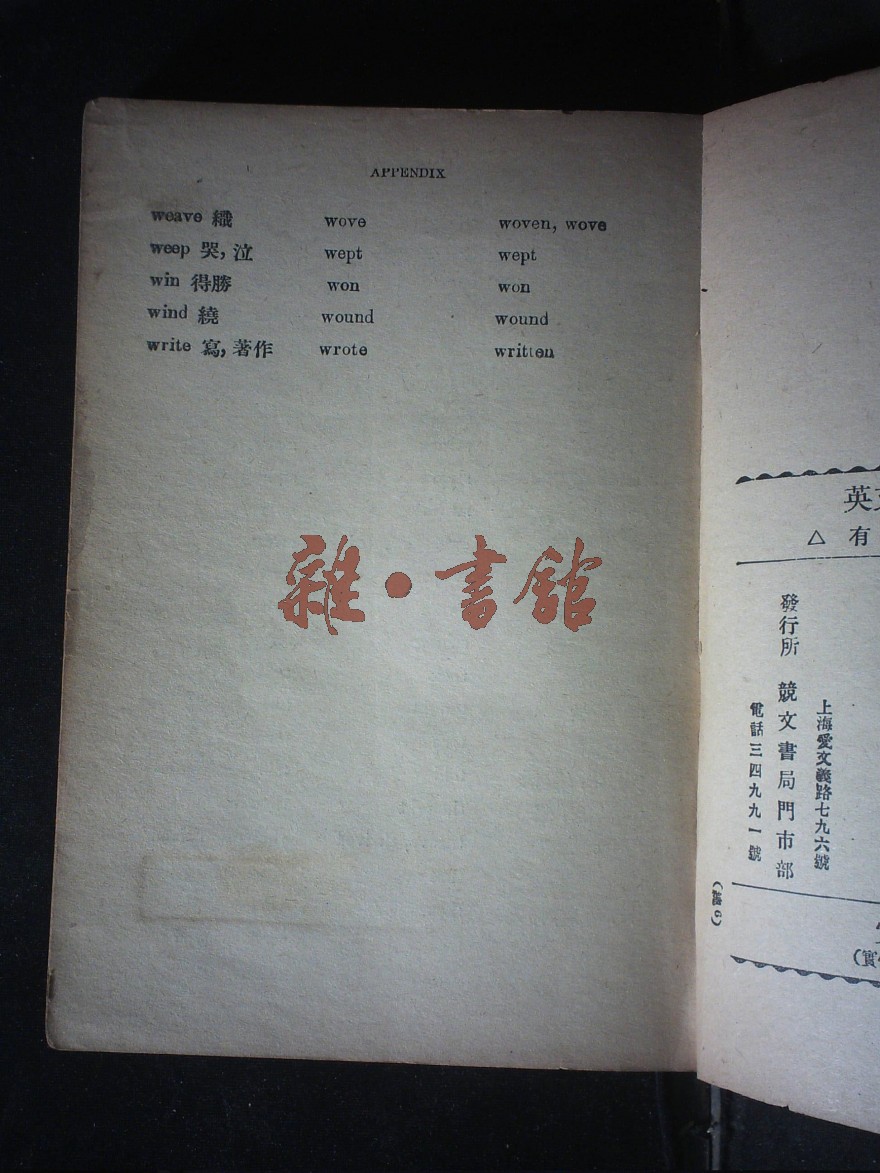 APPENDIX
weave 織 wove woven, wove
weep 哭, 泣 wept wept
win 得勝 won won
wind 繞 wound wound
write 寫, 著作 wrote written
雜·書館
英文
△ 有
上海愛文義路七九六號
發行所 競文書局門市部
電話三四九九一號